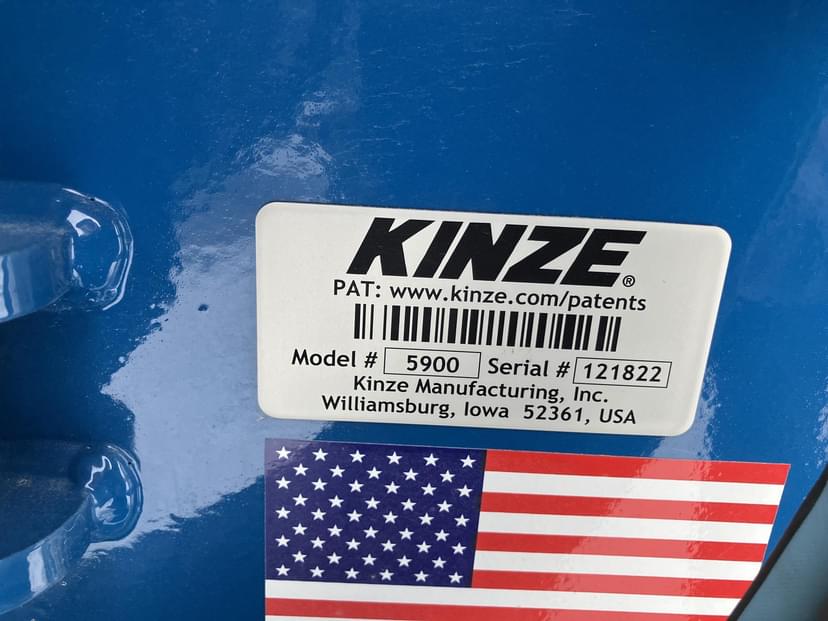 KINZE®
PAT: www.kinze.com/patents
Model # 5900 Serial # 121822
Kinze Manufacturing, Inc.
Williamsburg, Iowa 52361, USA